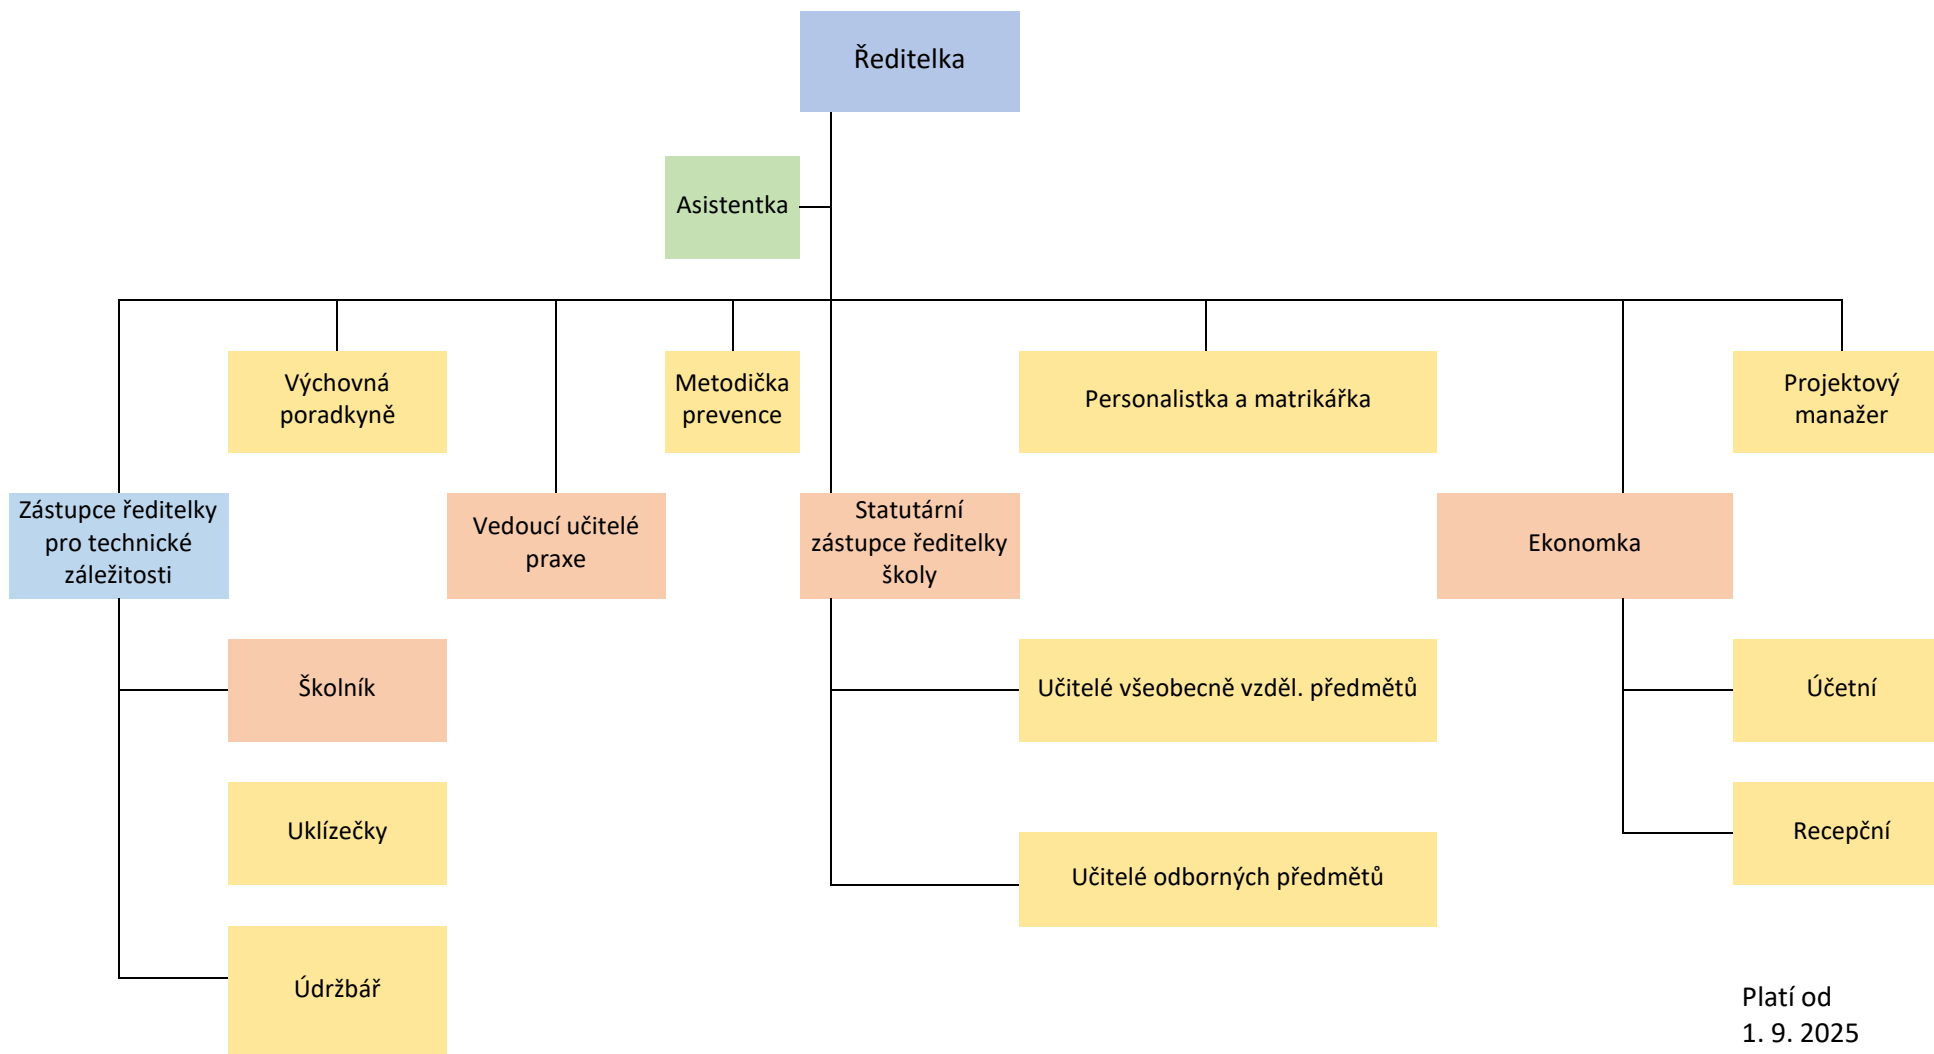 Ředitelka
Asistentka
Výchovná
poradkyně
Metodička
prevence
Personalistka a matrikářka
Projektový
manažer
Zástupce ředitelky
pro technické
záležitosti
Vedoucí učitelé
praxe
Statutární
zástupce ředitelky
školy
Ekonomka
Školník
Učitelé všeobecně vzděl. předmětů
Účetní
Uklízečky
Recepční
Učitelé odborných předmětů
Údržbář
Platí od
1. 9. 2025